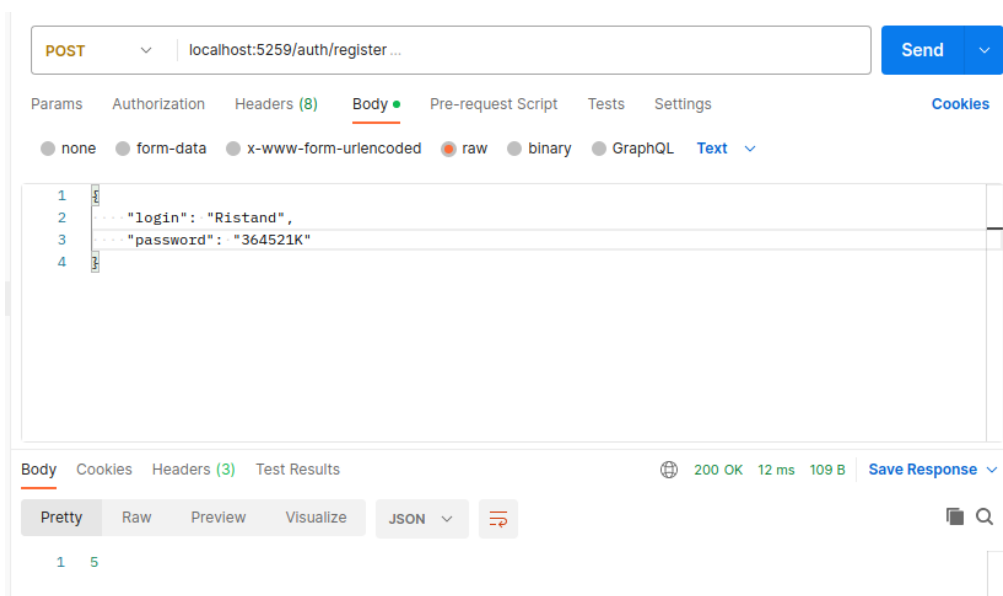 POST localhost:5259/auth/register ... Send
Params Authorization Headers (8) Body Pre-request Script Tests Settings Cookies
none form-data x-www-form-urlencoded raw binary GraphQL Text
1 {
2 "login": "Ristand",
3 "password": "364521K"
4 }
Body Cookies Headers (3) Test Results 200 OK 12 ms 109 B Save Response
Pretty Raw Preview Visualize JSON
1 5